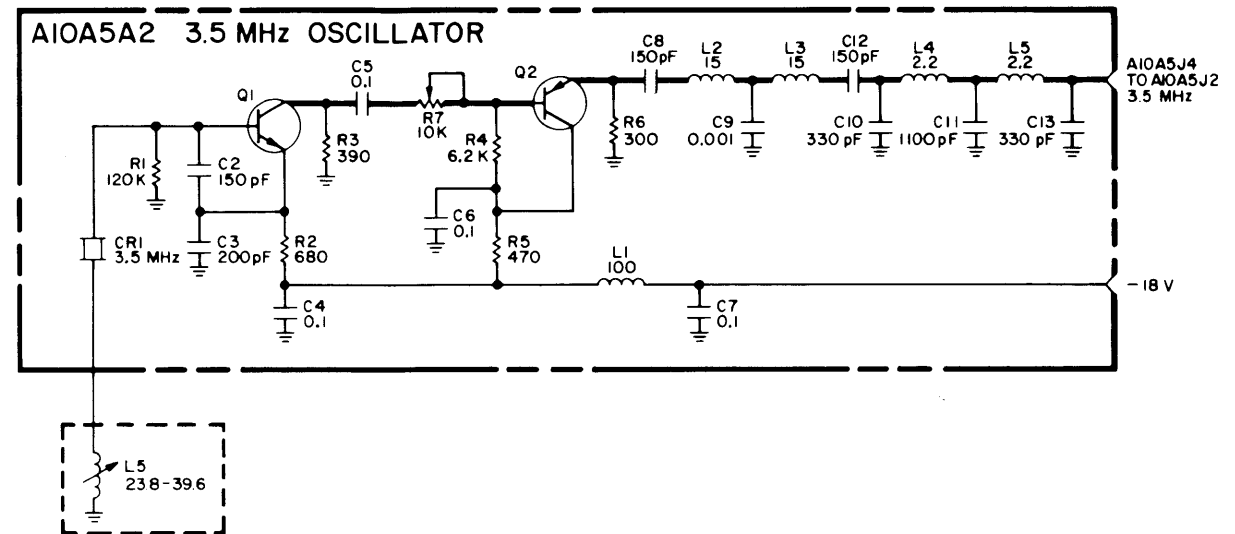 A10A5A2 3.5 MHz OSCILLATOR
Q1
C5
0.1
R7
10K
Q2
C8
150pF
L2
15
L3
15
C12
150pF
L4
2.2
L5
2.2
A10A5J4
TO A10A5J2
3.5 MHz
R1
120K
C2
150pF
R3
390
R4
6.2K
R6
300
C9
0.001
C10
330 pF
C11
1100pF
C13
330 pF
CR1
3.5 MHz
C3
200pF
R2
680
C6
0.1
R5
470
L1
100
-18 V
C4
0.1
C7
0.1
L5
23.8-39.6